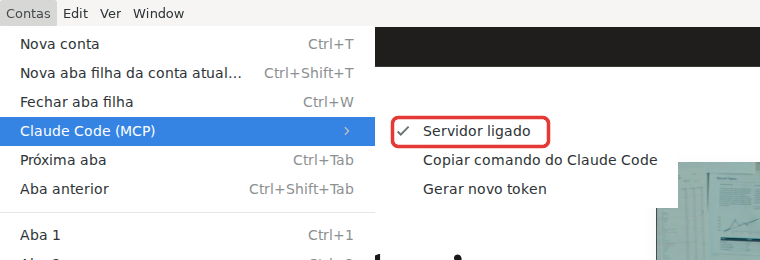 Contas Edit Ver Window
Nova conta Ctrl+T
Nova aba filha da conta atual… Ctrl+Shift+T
Fechar aba filha Ctrl+W
Claude Code (MCP)
Servidor ligado
Próxima aba Ctrl+Tab
Copiar comando do Claude Code
Aba anterior Ctrl+Shift+Tab
Gerar novo token
Aba 1 Ctrl+1